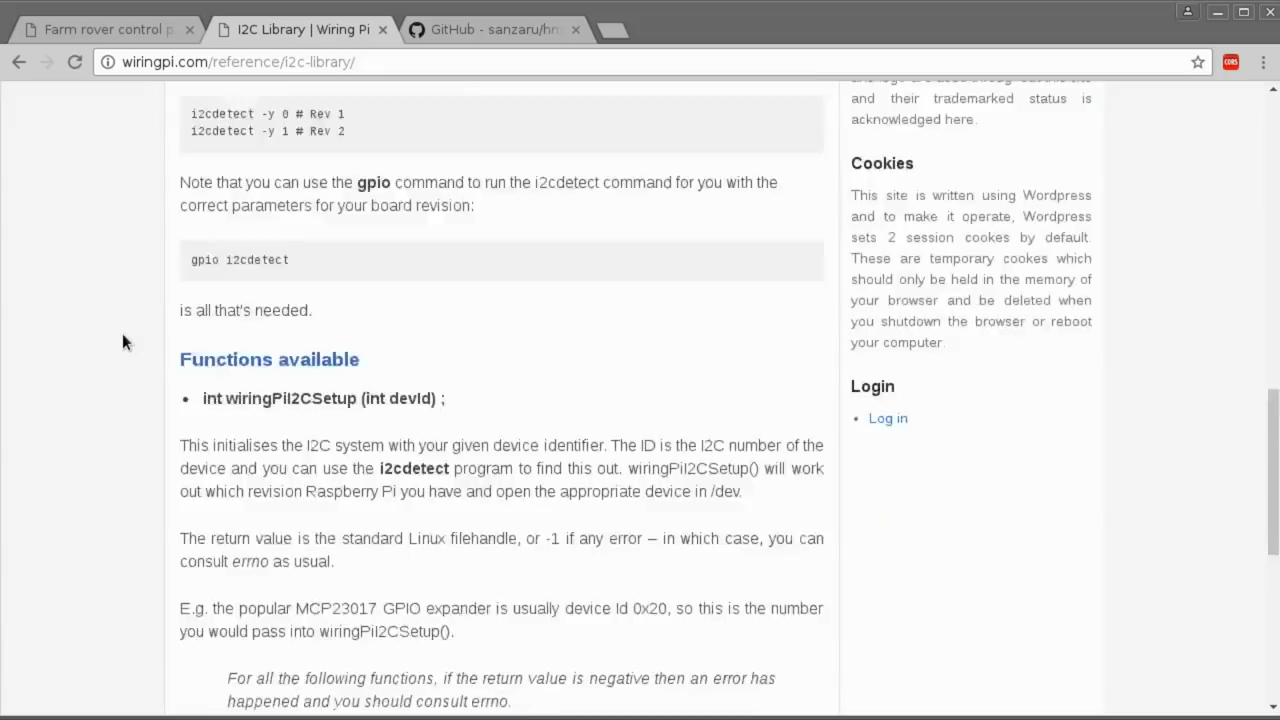 Farm rover control p
I2C Library | Wiring Pi
GitHub - sanzaru/hm
wiringpi.com/reference/i2c-library/
CORS
i2cdetect -y 0 # Rev 1
i2cdetect -y 1 # Rev 2
Note that you can use the gpio command to run the i2cdetect command for you with the
correct parameters for your board revision:
gpio i2cdetect
is all that's needed.
Functions available
• int wiringPiI2CSetup (int devId) ;
This initialises the I2C system with your given device identifier. The ID is the I2C number of the
device and you can use the i2cdetect program to find this out. wiringPiI2CSetup() will work
out which revision Raspberry Pi you have and open the appropriate device in /dev.
The return value is the standard Linux filehandle, or -1 if any error – in which case, you can
consult errno as usual.
E.g. the popular MCP23017 GPIO expander is usually device Id 0x20, so this is the number
you would pass into wiringPiI2CSetup().
For all the following functions, if the return value is negative then an error has
happened and you should consult errno.
and their trademarked status is
acknowledged here.
Cookies
This site is written using Wordpress
and to make it operate, Wordpress
sets 2 session cookes by default.
These are temporary cookes which
should only be held in the memory of
your browser and be deleted when
you shutdown the browser or reboot
your computer.
Login
• Log in